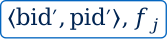 ⟨bid′, pid′⟩, f_j